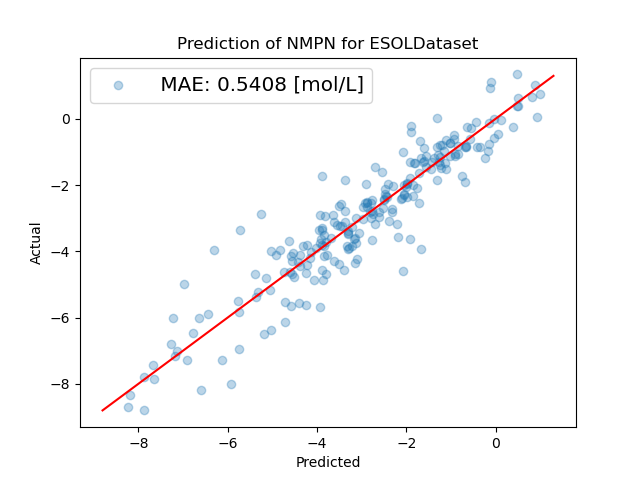 Prediction of NMPN for ESOLDataset
MAE: 0.5408 [mol/L]
Actual
0
−2
−4
−6
−8
−8 −6 −4 −2 0
Predicted